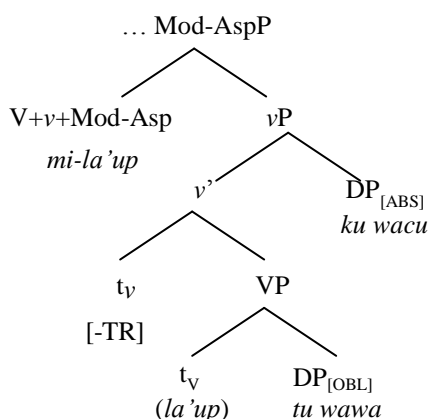 … Mod-AspP
V+v+Mod-Asp vP
mi-la’up
v’ DP[ABS]
ku wacu
tv VP
[-TR]
tV DP[OBL]
(la’up) tu wawa